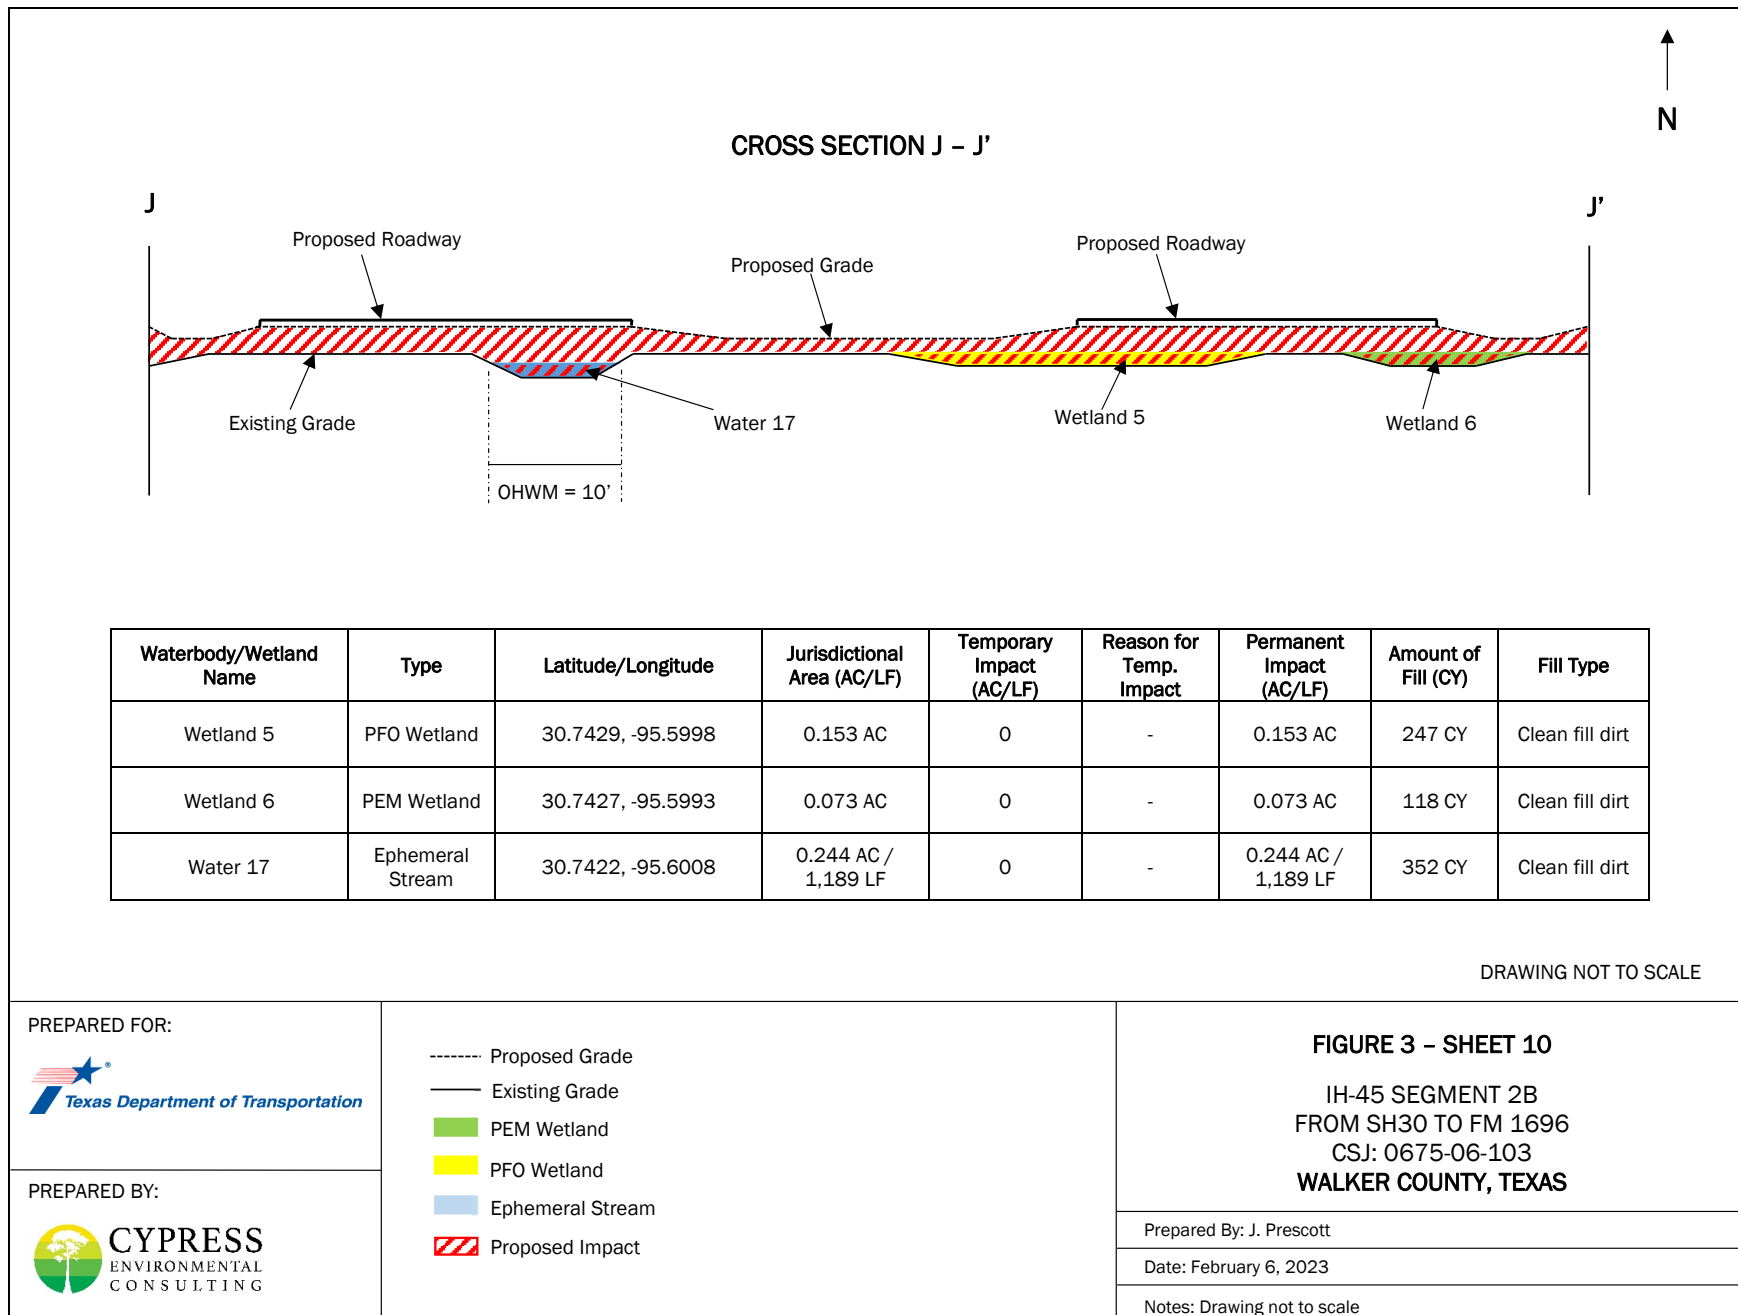 N
CROSS SECTION J – J’
J
J’
Proposed Roadway
Proposed Grade
Proposed Roadway
Existing Grade
Water 17
Wetland 5
Wetland 6
OHWM = 10’
Waterbody/Wetland Name | Type | Latitude/Longitude | Jurisdictional Area (AC/LF) | Temporary Impact (AC/LF) | Reason for Temp. Impact | Permanent Impact (AC/LF) | Amount of Fill (CY) | Fill Type
Wetland 5 | PFO Wetland | 30.7429, -95.5998 | 0.153 AC | 0 | - | 0.153 AC | 247 CY | Clean fill dirt
Wetland 6 | PEM Wetland | 30.7427, -95.5993 | 0.073 AC | 0 | - | 0.073 AC | 118 CY | Clean fill dirt
Water 17 | Ephemeral Stream | 30.7422, -95.6008 | 0.244 AC / 1,189 LF | 0 | - | 0.244 AC / 1,189 LF | 352 CY | Clean fill dirt
DRAWING NOT TO SCALE
PREPARED FOR:
®
Texas Department of Transportation
PREPARED BY:
CYPRESS
ENVIRONMENTAL
CONSULTING
Proposed Grade
Existing Grade
PEM Wetland
PFO Wetland
Ephemeral Stream
Proposed Impact
FIGURE 3 – SHEET 10
IH-45 SEGMENT 2B
FROM SH30 TO FM 1696
CSJ: 0675-06-103
WALKER COUNTY, TEXAS
Prepared By: J. Prescott
Date: February 6, 2023
Notes: Drawing not to scale